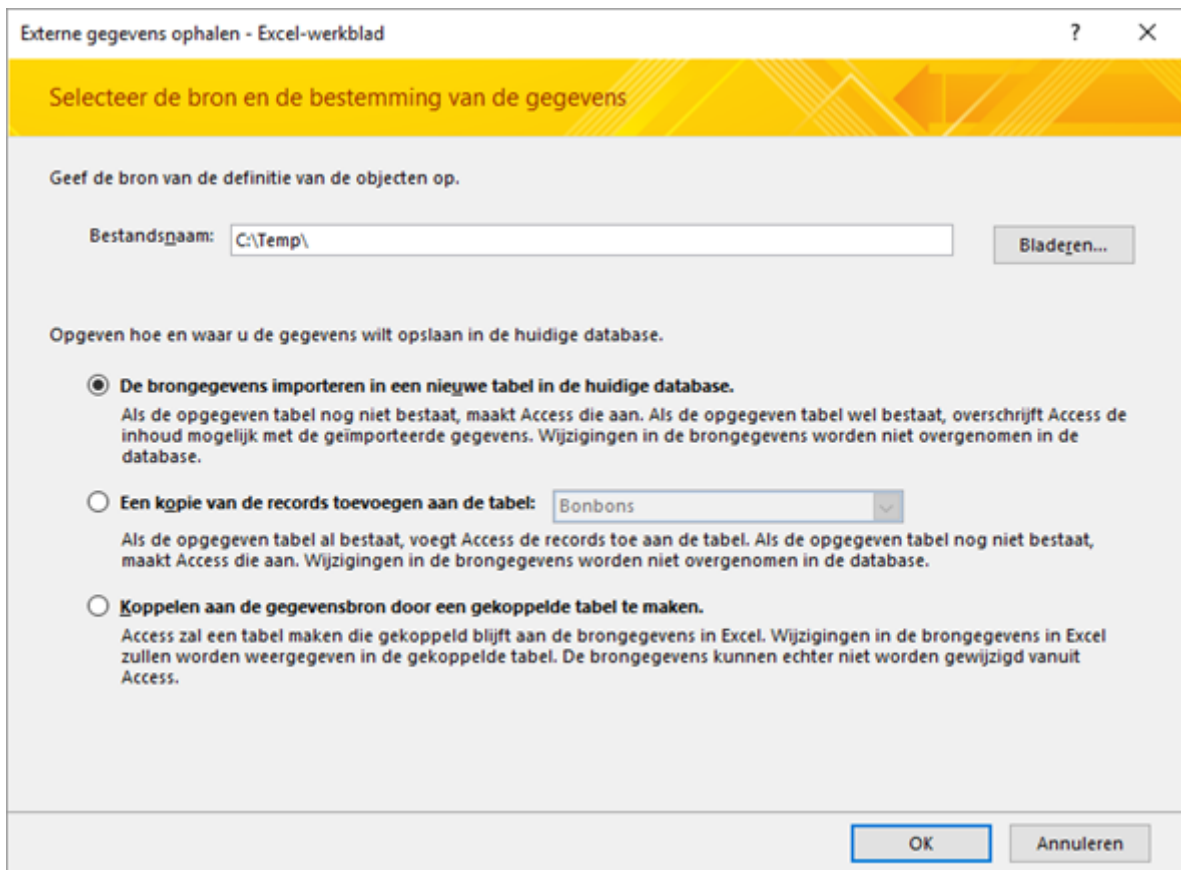 Externe gegevens ophalen - Excel-werkblad ?
Selecteer de bron en de bestemming van de gegevens
Geef de bron van de definitie van de objecten op.
Bestandsnaam: C:\Temp\ Bladeren...
Opgeven hoe en waar u de gegevens wilt opslaan in de huidige database.
De brongegevens importeren in een nieuwe tabel in de huidige database.
Als de opgegeven tabel nog niet bestaat, maakt Access die aan. Als de opgegeven tabel wel bestaat, overschrijft Access de
inhoud mogelijk met de geïmporteerde gegevens. Wijzigingen in de brongegevens worden niet overgenomen in de
database.
Een kopie van de records toevoegen aan de tabel: Bonbons
Als de opgegeven tabel al bestaat, voegt Access de records toe aan de tabel. Als de opgegeven tabel nog niet bestaat,
maakt Access die aan. Wijzigingen in de brongegevens worden niet overgenomen in de database.
Koppelen aan de gegevensbron door een gekoppelde tabel te maken.
Access zal een tabel maken die gekoppeld blijft aan de brongegevens in Excel. Wijzigingen in de brongegevens in Excel
zullen worden weergegeven in de gekoppelde tabel. De brongegevens kunnen echter niet worden gewijzigd vanuit
Access.
OK Annuleren